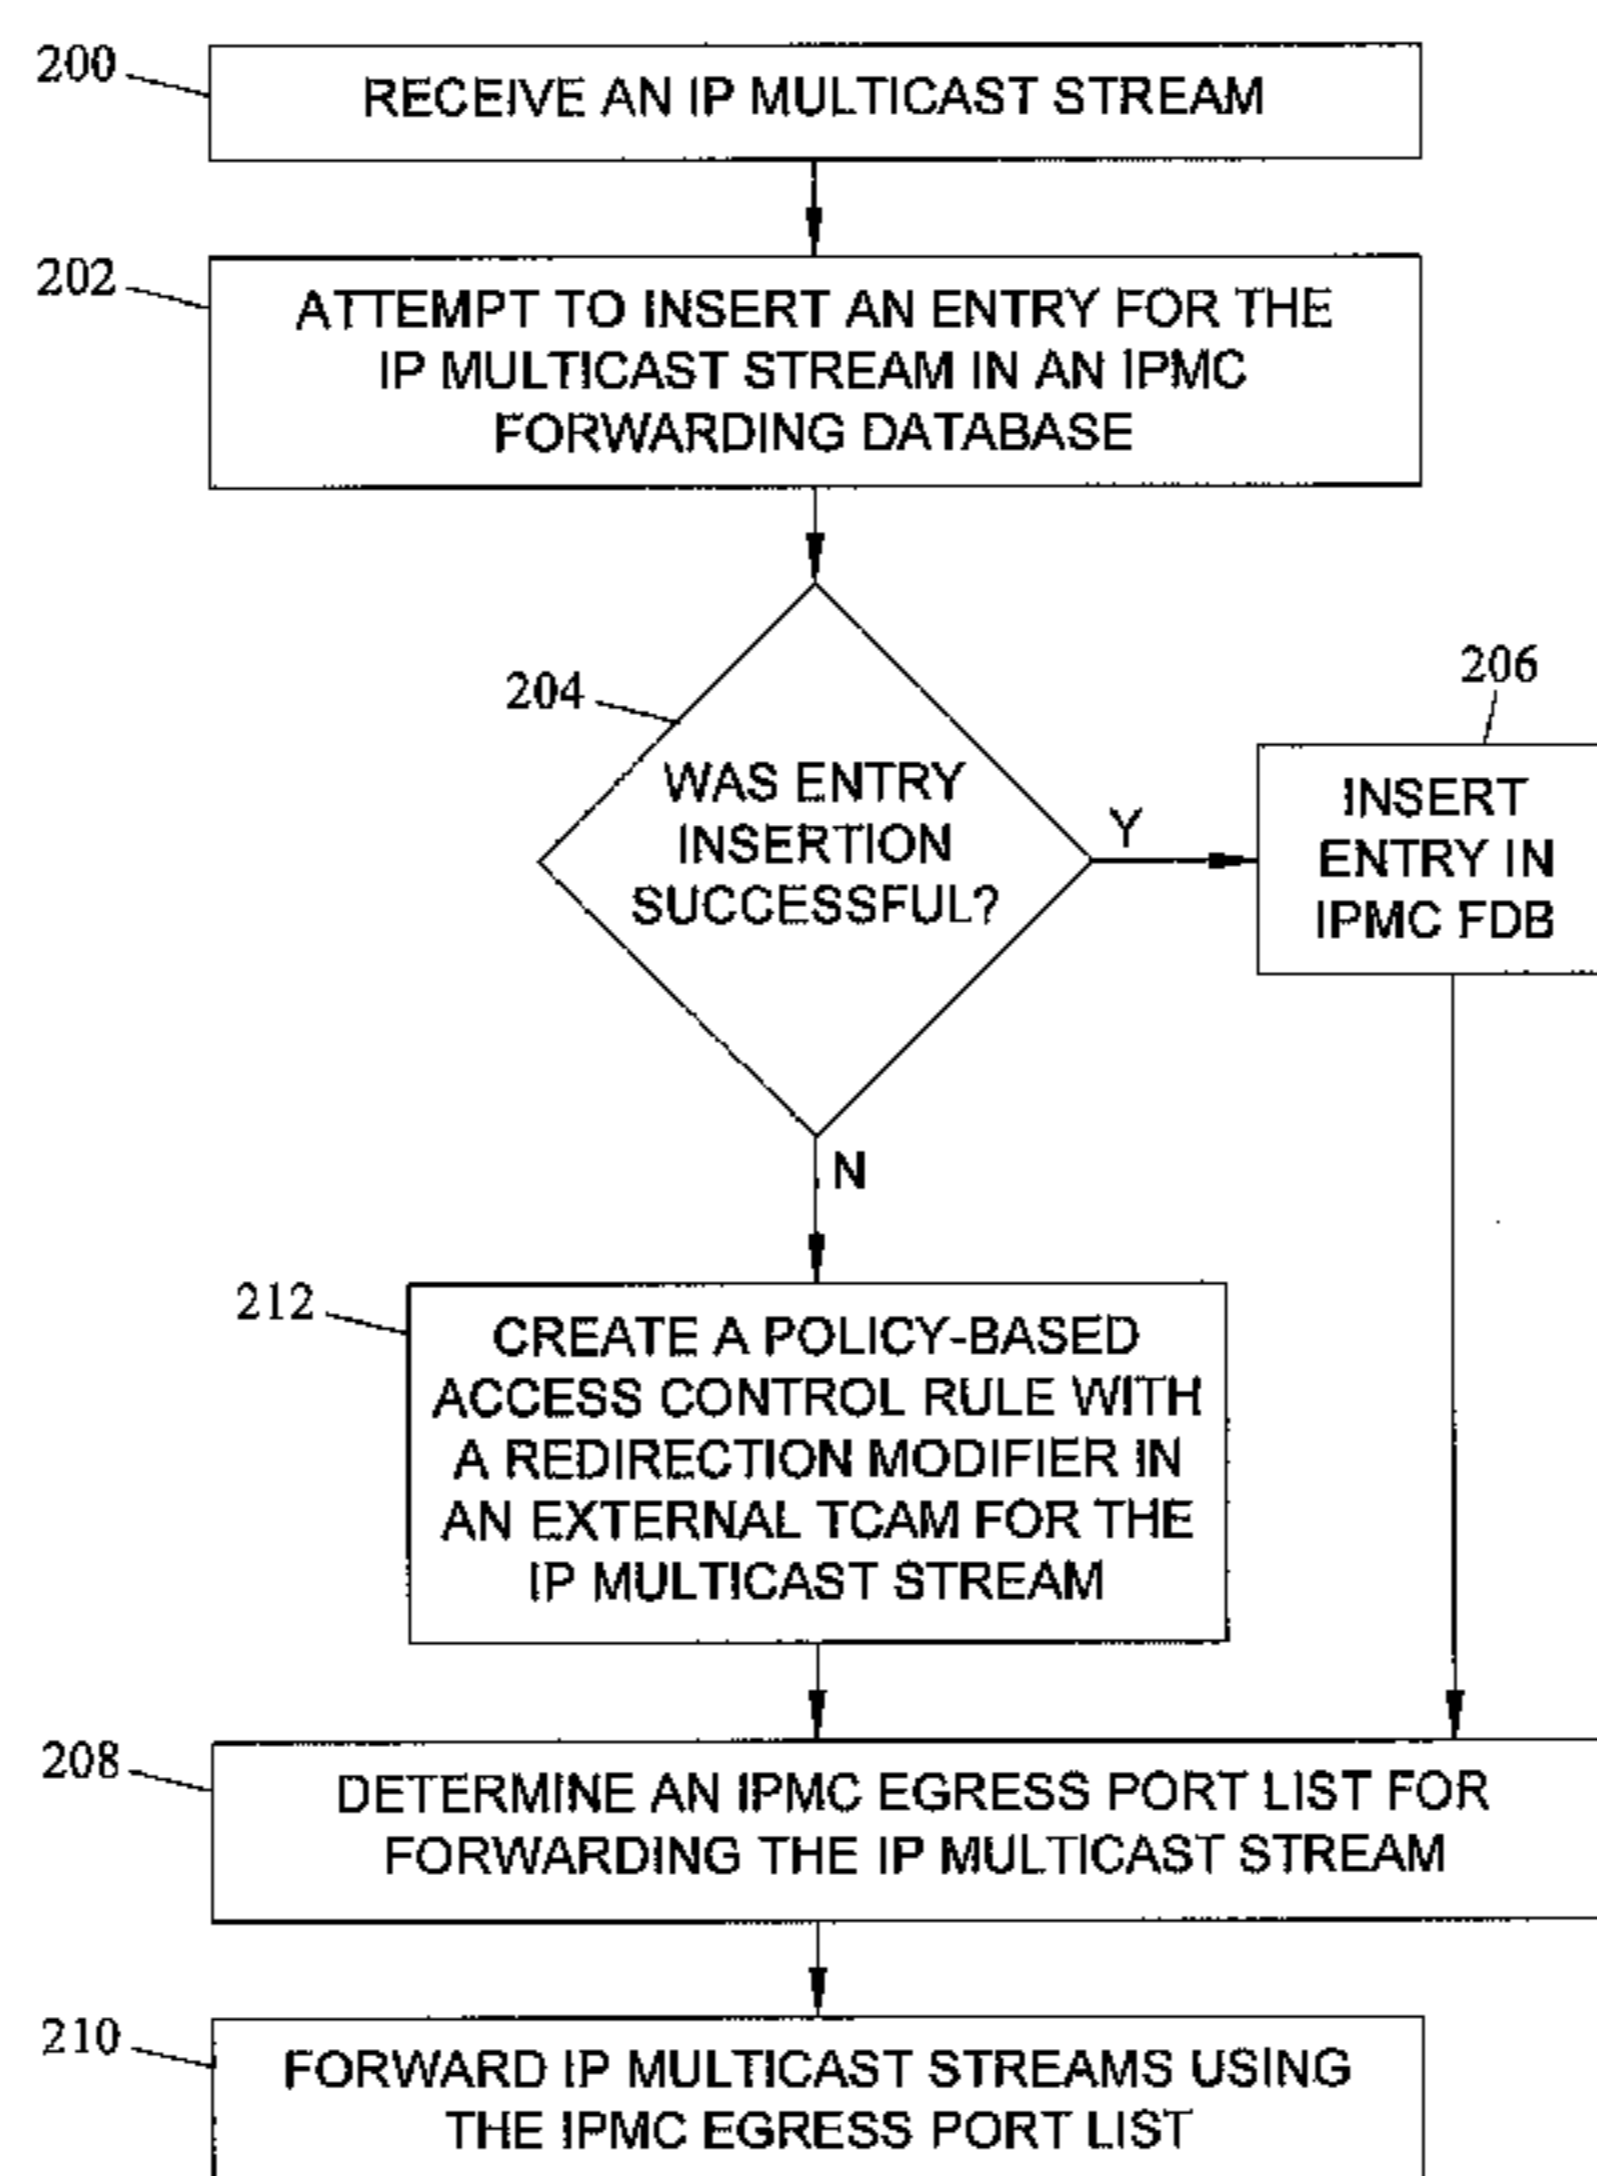 200
RECEIVE AN IP MULTICAST STREAM
202
ATTEMPT TO INSERT AN ENTRY FOR THE
IP MULTICAST STREAM IN AN IPMC
FORWARDING DATABASE
204
WAS ENTRY
INSERTION
SUCCESSFUL?
Y
206
INSERT
ENTRY IN
IPMC FDB
N
212
CREATE A POLICY-BASED
ACCESS CONTROL RULE WITH
A REDIRECTION MODIFIER IN
AN EXTERNAL TCAM FOR THE
IP MULTICAST STREAM
208
DETERMINE AN IPMC EGRESS PORT LIST FOR
FORWARDING THE IP MULTICAST STREAM
210
FORWARD IP MULTICAST STREAMS USING
THE IPMC EGRESS PORT LIST